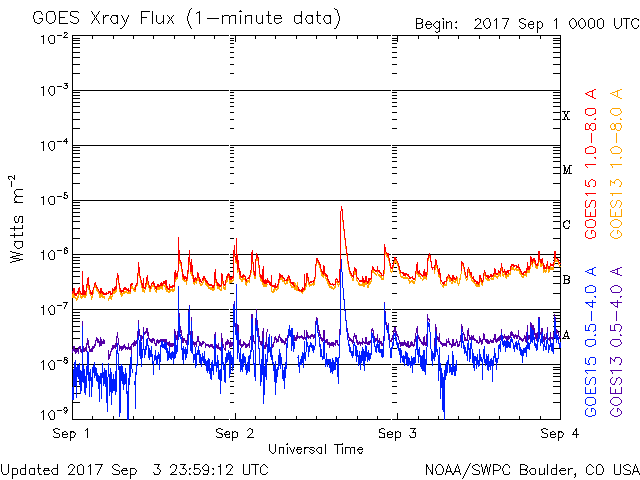 GOES Xray Flux (1-minute data)
Begin: 2017 Sep 1 0000 UTC
10-2
10-3
10-4
10-5
10-6
10-7
10-8
10-9
Watts m-2
X
M
C
B
A
GOES15 1.0-8.0 A
GOES13 1.0-8.0 A
GOES15 0.5-4.0 A
GOES13 0.5-4.0 A
Sep 1
Sep 2
Sep 3
Sep 4
Universal Time
Updated 2017 Sep 3 23:59:12 UTC
NOAA/SWPC Boulder, CO USA